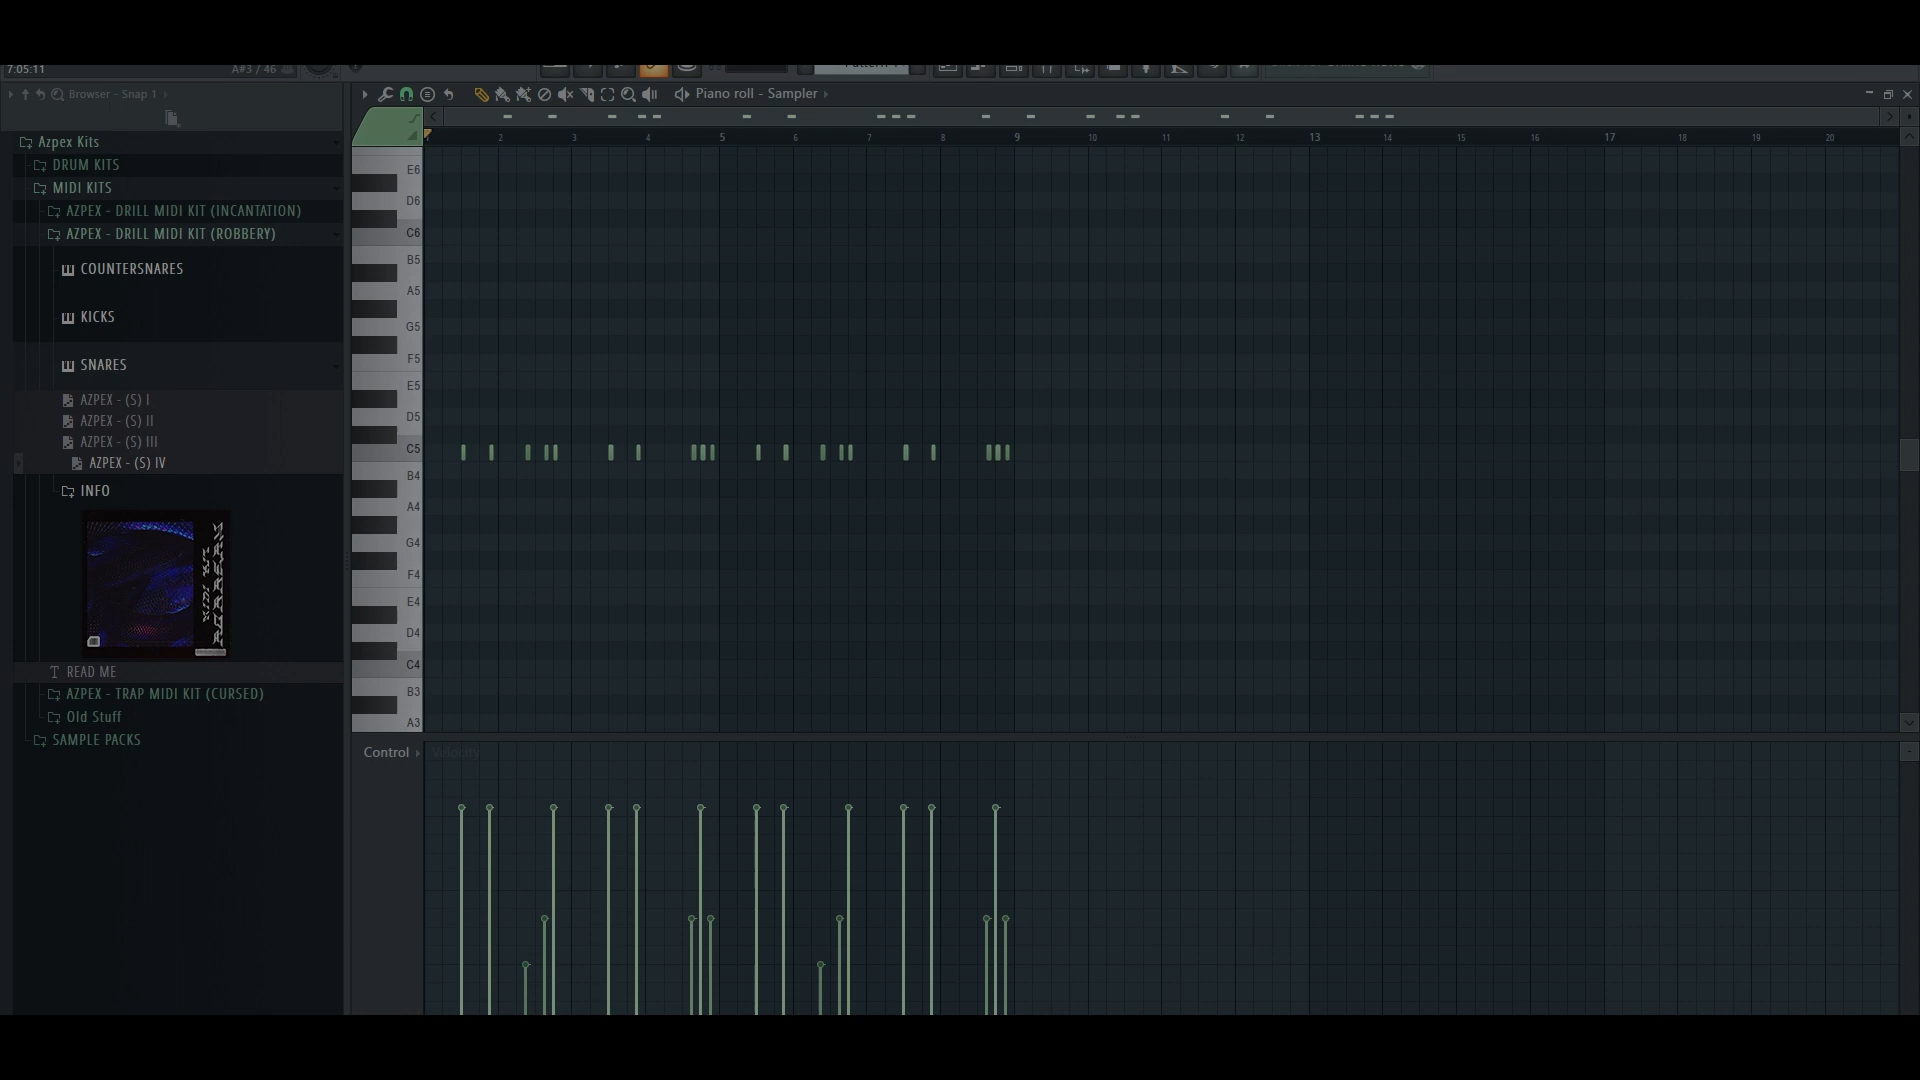 7:05:11
A#3 / 46
Browser - Snap 1
Piano roll - Sampler
Azpex Kits
DRUM KITS
MIDI KITS
AZPEX - DRILL MIDI KIT (INCANTATION)
AZPEX - DRILL MIDI KIT (ROBBERY)
COUNTERSNARES
KICKS
SNARES
AZPEX - (S) I
AZPEX - (S) II
AZPEX - (S) III
AZPEX - (S) IV
INFO
READ ME
AZPEX - TRAP MIDI KIT (CURSED)
Old Stuff
SAMPLE PACKS
2 3 4 5 6 7 8 9 10 11 12 13 14 15 16 17 18 19 20
E6
D6
C6
B5
A5
G5
F5
E5
D5
C5
B4
A4
G4
F4
E4
D4
C4
B3
A3
Control
Velocity